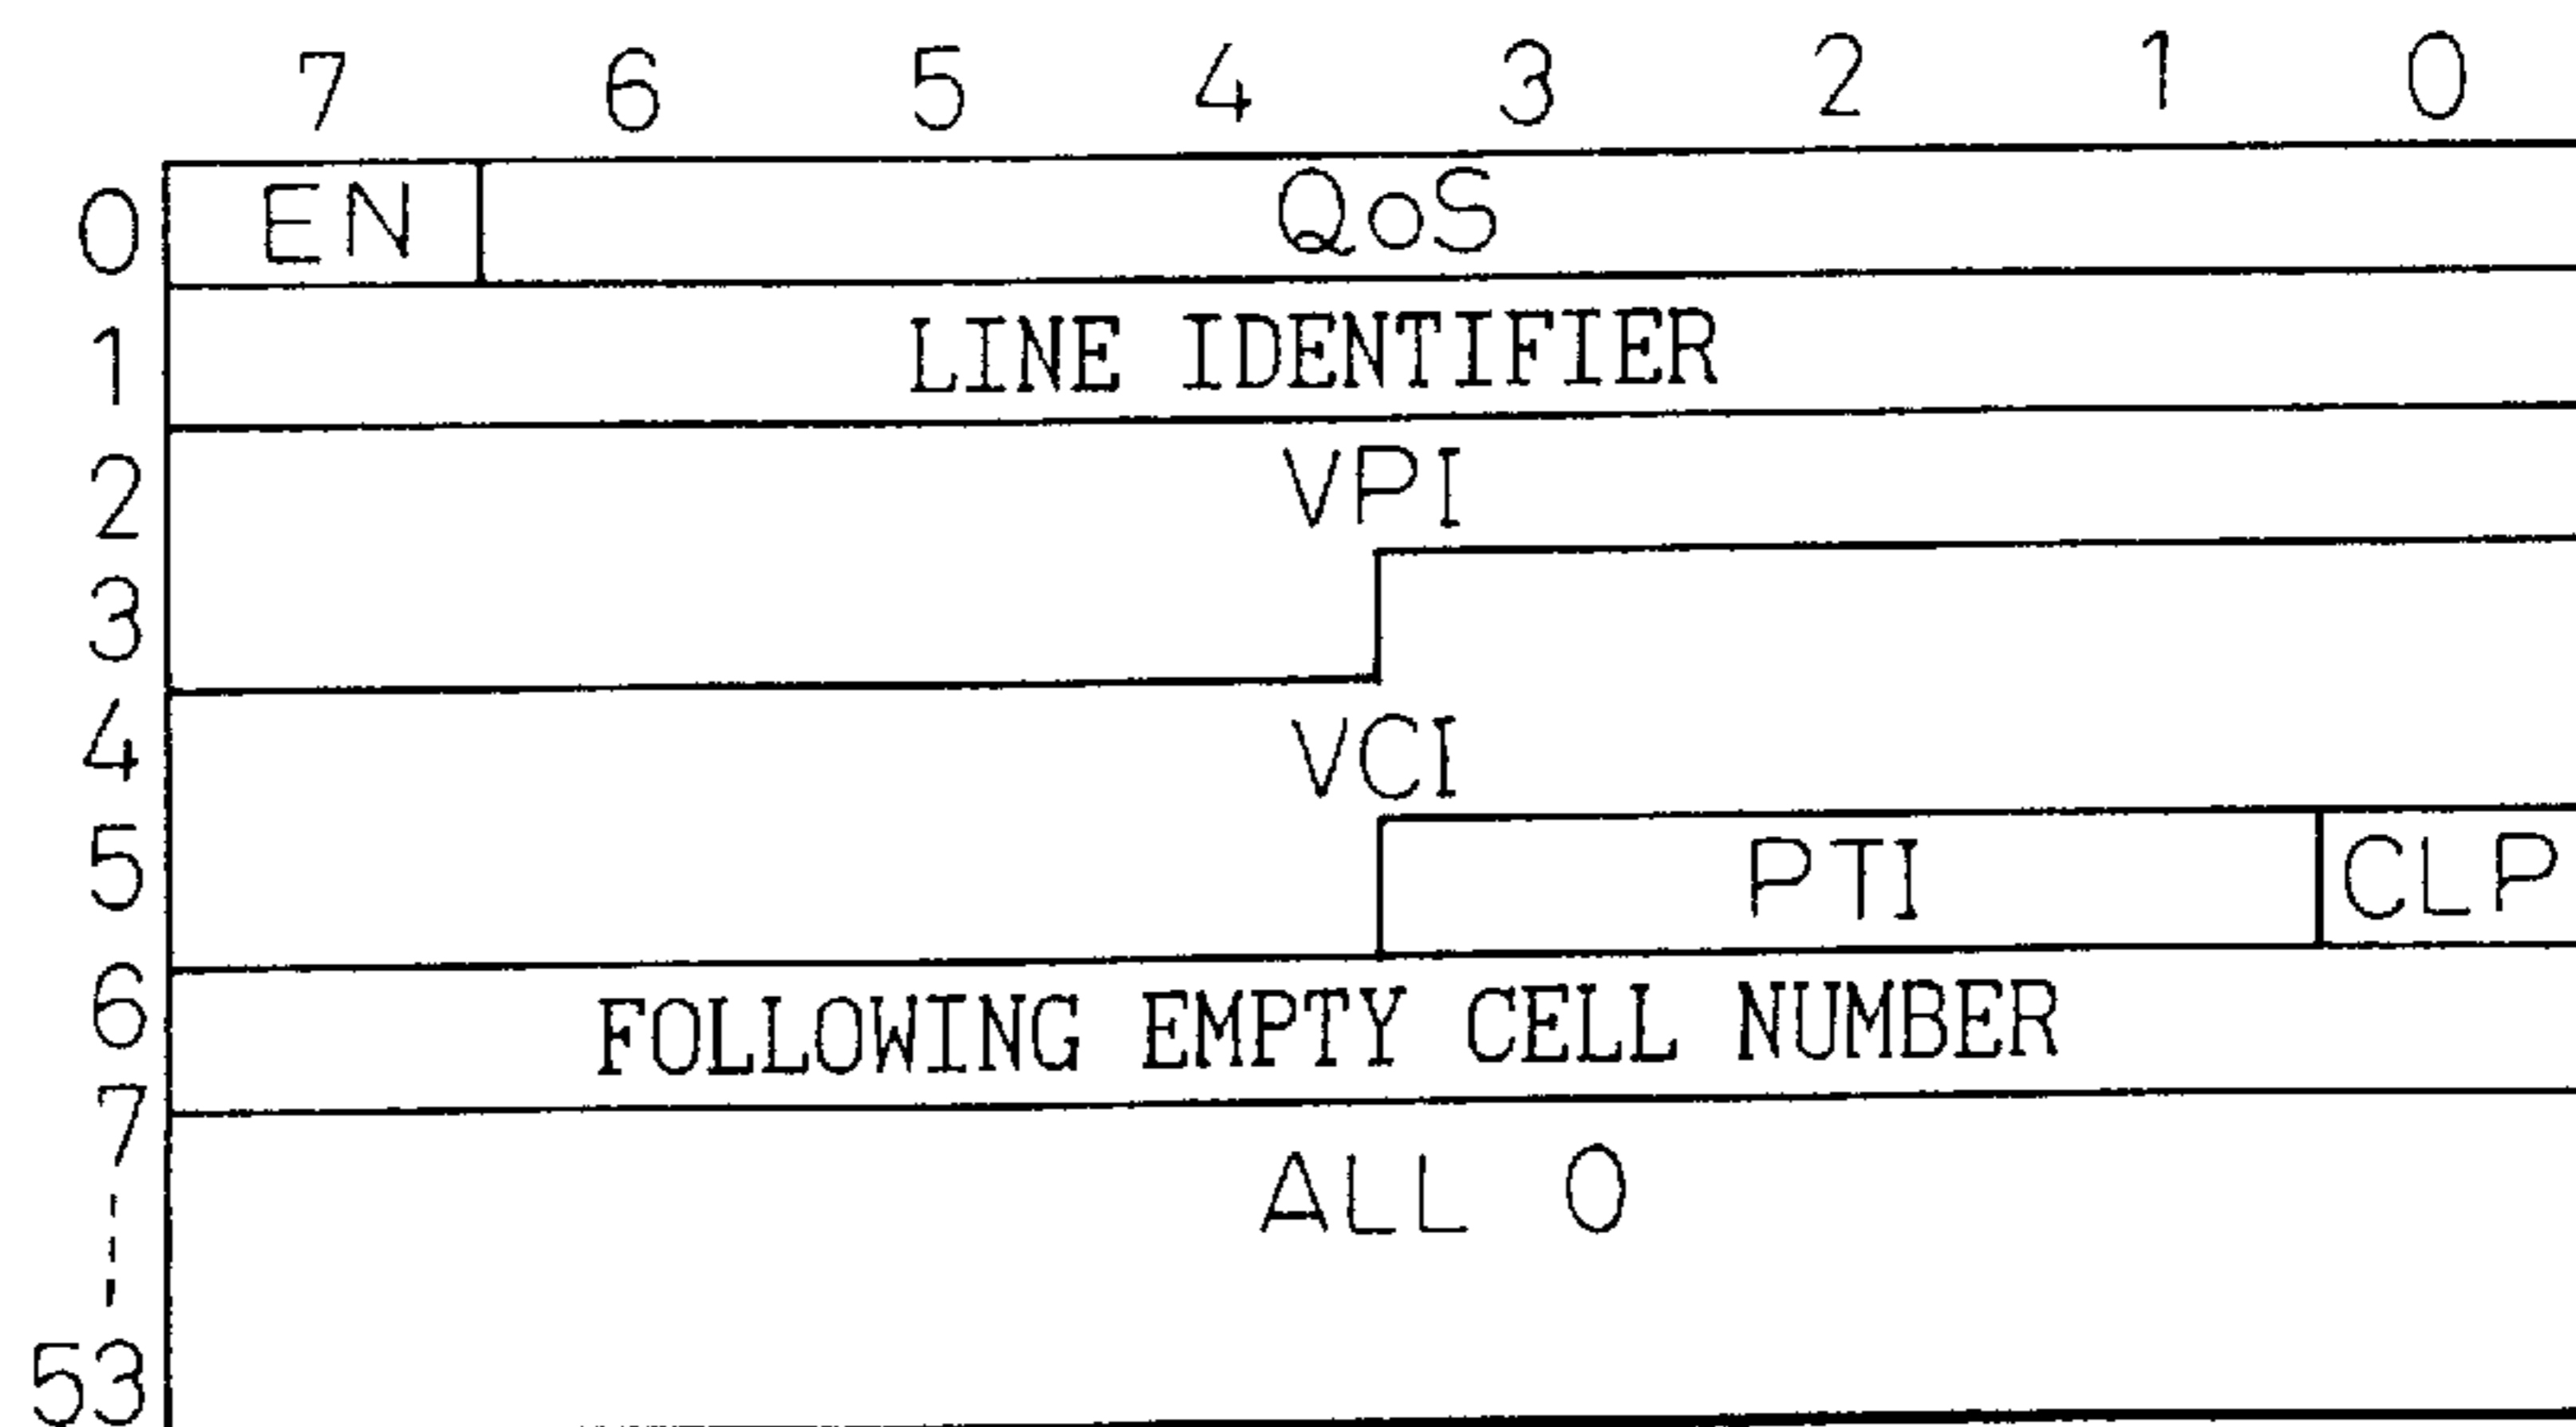 7 6 5 4 3 2 1 0
0 EN QoS
1 LINE IDENTIFIER
2 VPI
3
4 VCI
5 PTI CLP
6 FOLLOWING EMPTY CELL NUMBER
7 ALL 0
53